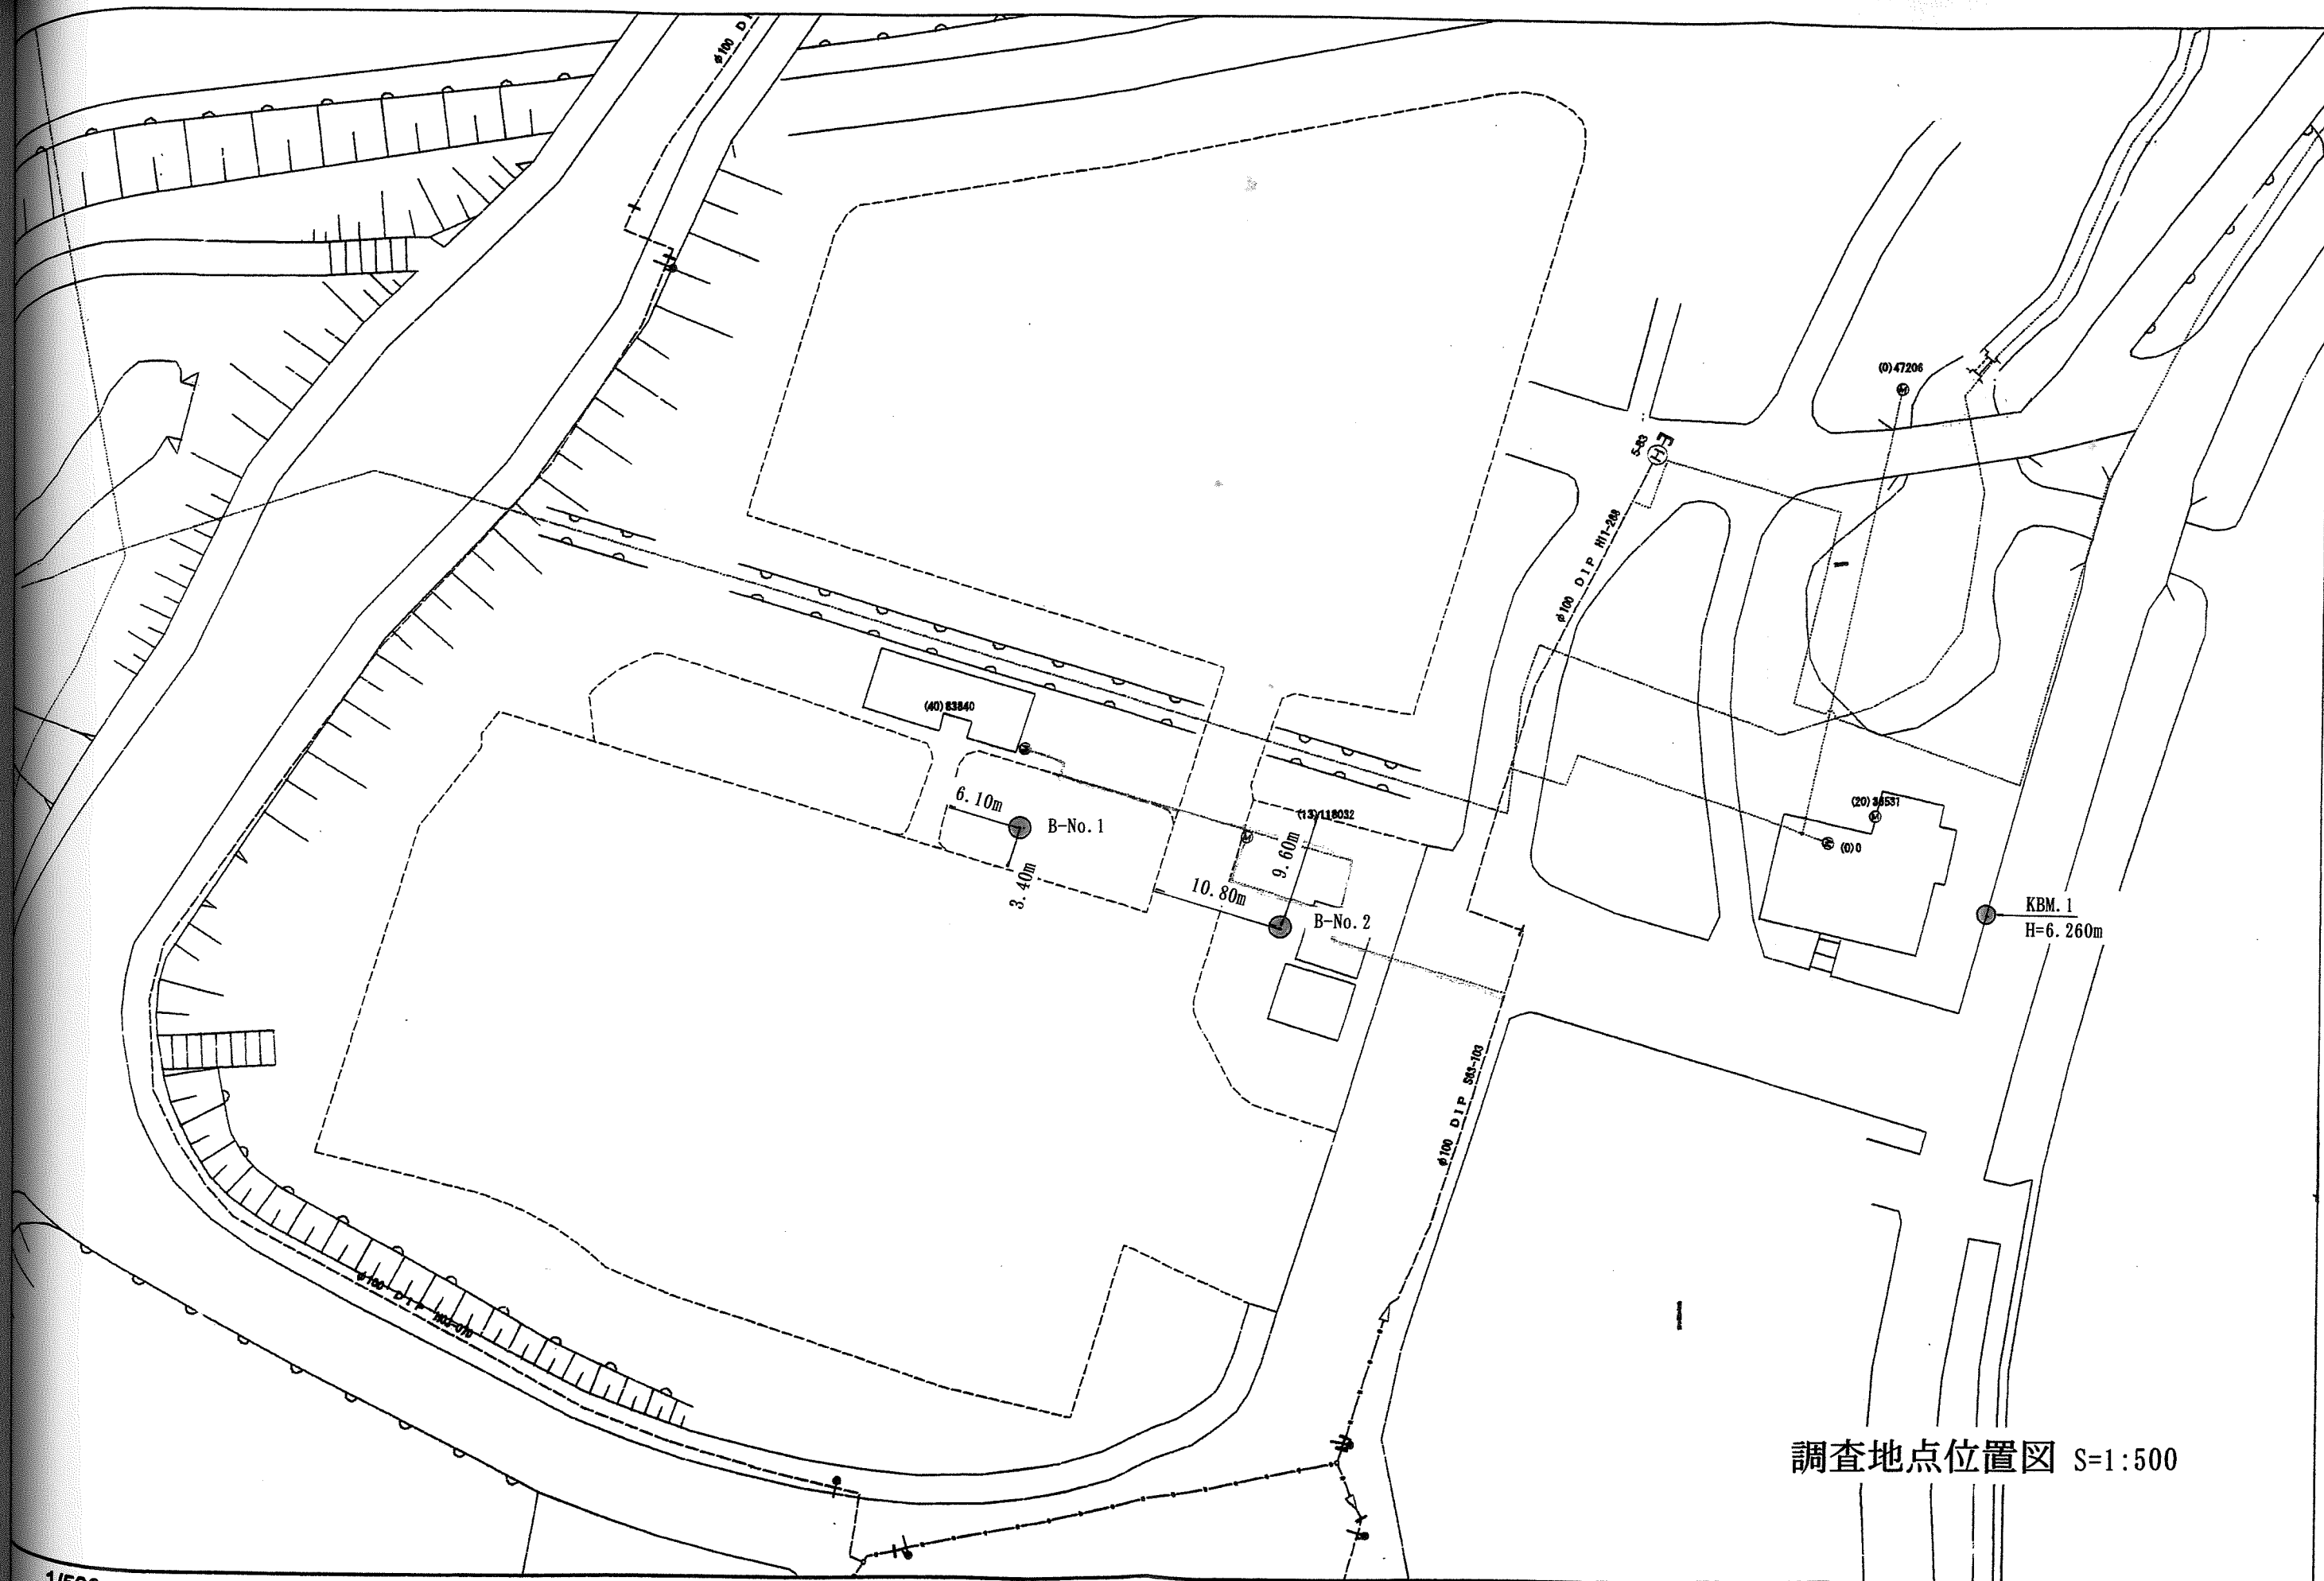 (0)47206
5-83
H
φ100 DIP H11-288
(40)83840
6.10m
B-No.1
3.40m
(13)118032
9.60m
10.80m
B-No.2
(20)38531
(0)0
KBM.1
H=6.260m
φ100 DIP S63-103
φ100 DIP
調査地点位置図 S=1:500